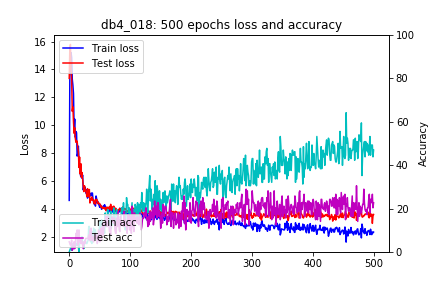 db4_018: 500 epochs loss and accuracy
Train loss
Test loss
Train acc
Test acc
Loss
16
14
12
10
8
6
4
2
Accuracy
100
80
60
40
20
0
0
100
200
300
400
500